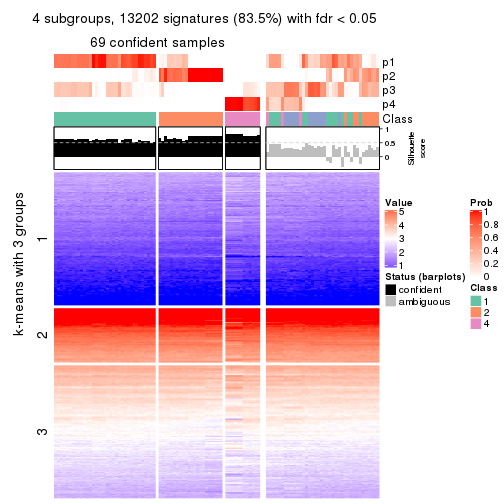 4 subgroups, 13202 signatures (83.5%) with fdr < 0.05
69 confident samples
p1
p2
p3
p4
Class
1
0.5
0
Silhouette
score
k-means with 3 groups
1
2
3
Value
5
4
3
2
1
Status (barplots)
confident
ambiguous
Prob
1
0.8
0.6
0.4
0.2
0
Class
1
2
4